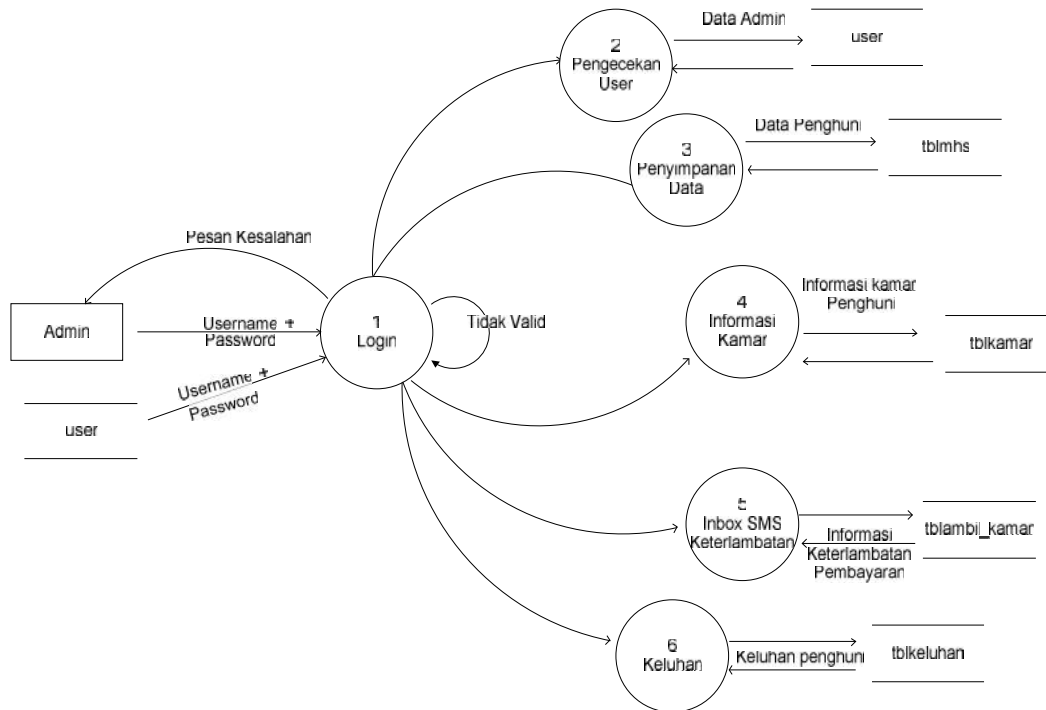 Data Admin
user
2
Pengecekan
User
Data Penghuni
tblmhs
3
Penyimpanan
Data
Pesan Kesalahan
Admin
Username +
Password
1
Login
Tidak Valid
Username +
Password
user
4
Informasi
Kamar
Informasi kamar
Penghuni
tblkamar
5
Inbox SMS
Keterlambatan
Informasi
Keterlambatan
Pembayaran
tblambil_kamar
6
Keluhan
Keluhan penghuni
tblkeluhan